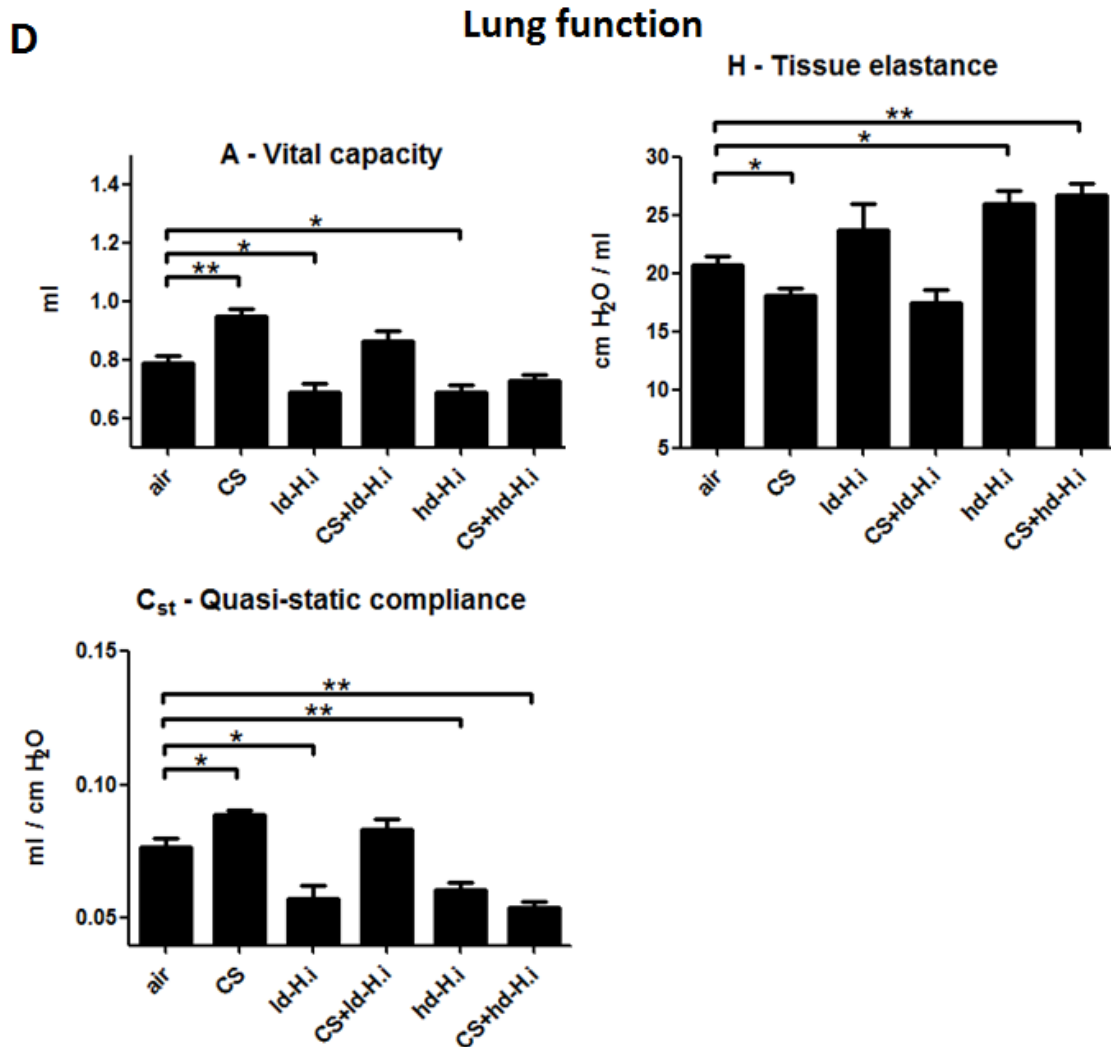 D
Lung function
A - Vital capacity
ml
1.4
1.2
1.0
0.8
0.6
**
*
*
air
CS
ld-H.i
CS+ld-H.i
hd-H.i
CS+hd-H.i
H - Tissue elastance
cm H₂O / ml
30
25
20
15
10
5
**
*
*
air
CS
ld-H.i
CS+ld-H.i
hd-H.i
CS+hd-H.i
Cst - Quasi-static compliance
ml / cm H₂O
0.15
0.10
0.05
**
**
*
*
air
CS
ld-H.i
CS+ld-H.i
hd-H.i
CS+hd-H.i